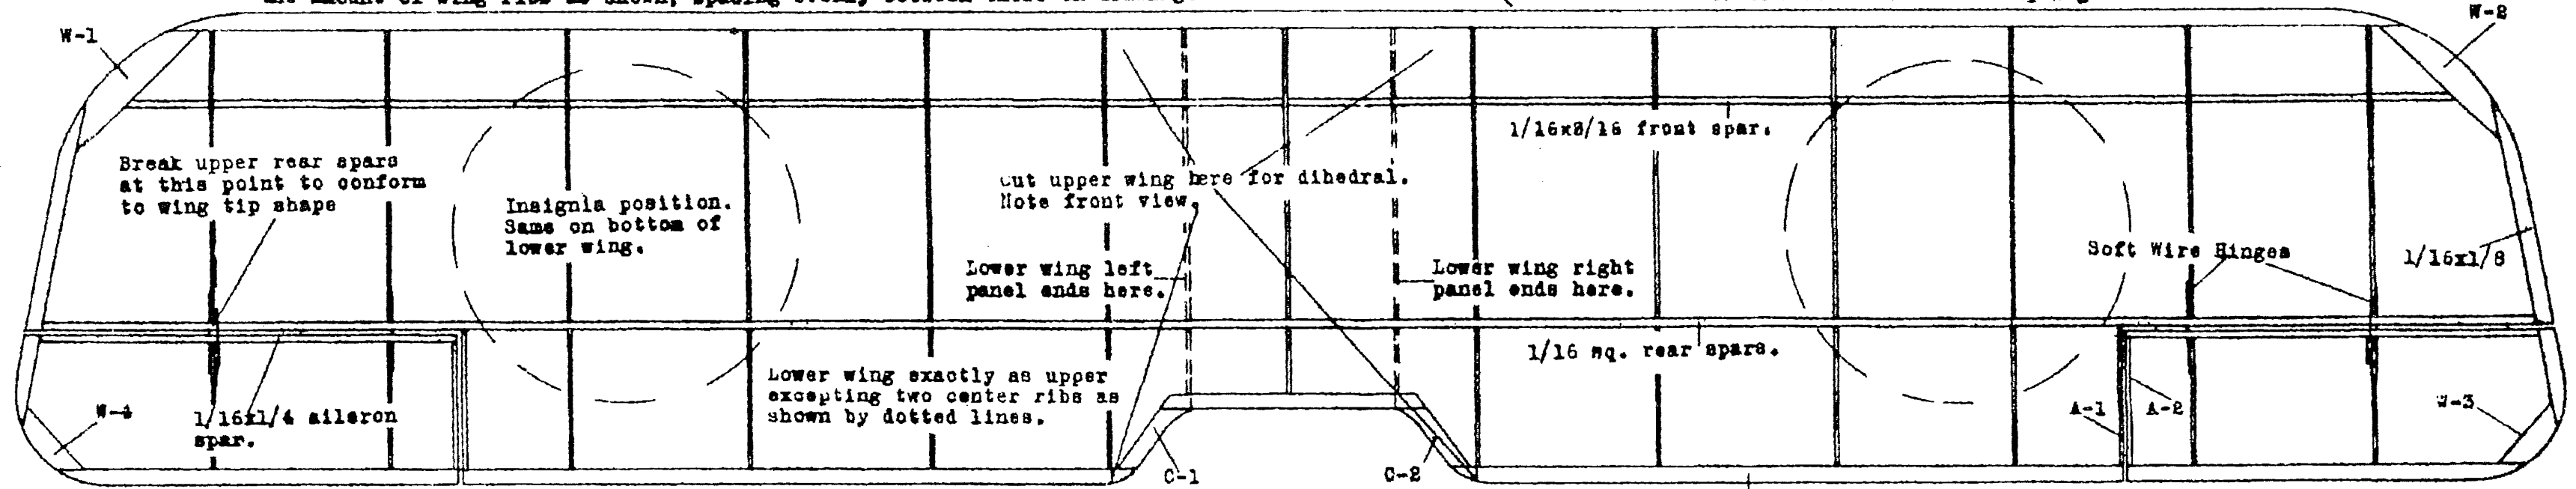 W-1
W-2
1/16x3/16 front spar.
Break upper rear spars
at this point to conform
to wing tip shape
Insignia position.
Same on bottom of
lower wing.
Cut upper wing here for dihedral.
Note front view.
Lower wing left
panel ends here.
Lower wing right
panel ends here.
Soft Wire Hinges
1/16x1/8
1/16 sq. rear spars.
Lower wing exactly as upper
excepting two center ribs as
shown by dotted lines.
W-4
1/16x1/4 aileron
spar.
A-1
A-2
W-3
C-1
C-2